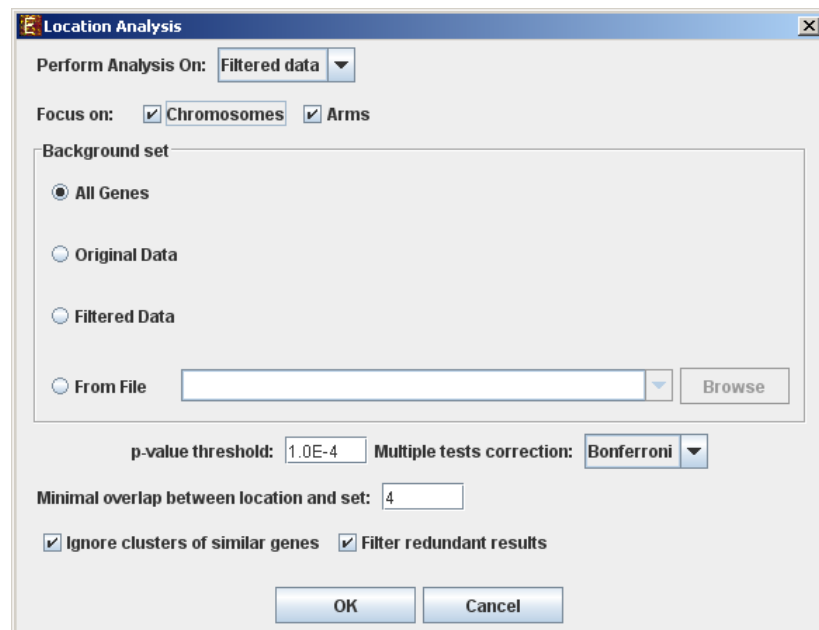 Location Analysis
Perform Analysis On: Filtered data
Focus on: Chromosomes Arms
Background set
All Genes
Original Data
Filtered Data
From File Browse
p-value threshold: 1.0E-4 Multiple tests correction: Bonferroni
Minimal overlap between location and set: 4
Ignore clusters of similar genes Filter redundant results
OK Cancel